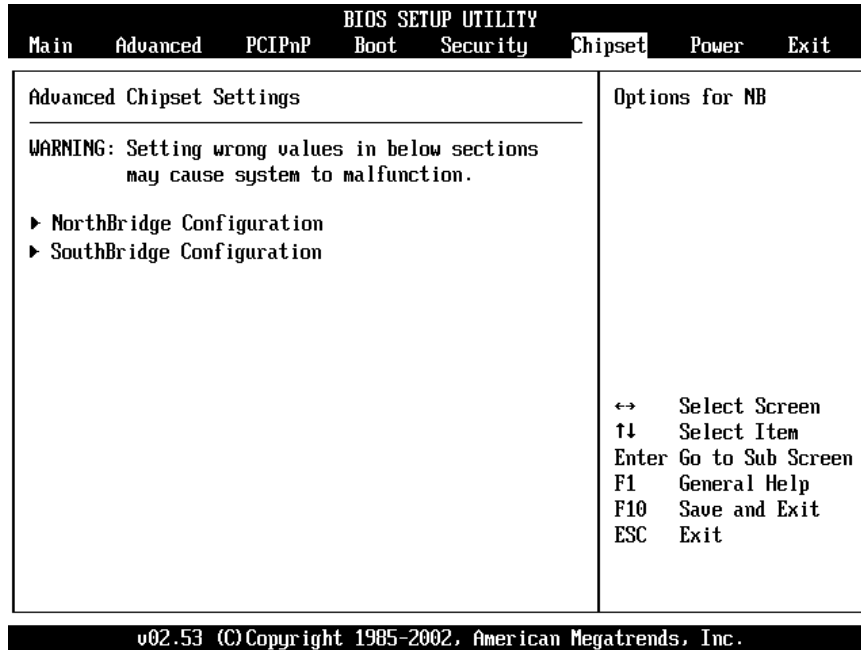 BIOS SETUP UTILITY
Main Advanced PCIPnP Boot Security Chipset Power Exit
Advanced Chipset Settings
WARNING: Setting wrong values in below sections
may cause system to malfunction.
▶ NorthBridge Configuration
▶ SouthBridge Configuration
Options for NB
↔ Select Screen
↑↓ Select Item
Enter Go to Sub Screen
F1 General Help
F10 Save and Exit
ESC Exit
v02.53 (C)Copyright 1985-2002, American Megatrends, Inc.